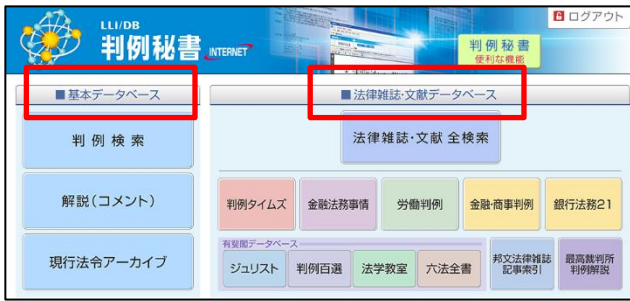 LLI/DB
判例秘書 INTERNET
判例秘書
便利な機能
ログアウト
■基本データベース
判例検索
解説(コメント)
現行法令アーカイブ
■法律雑誌・文献データベース
法律雑誌・文献 全検索
判例タイムズ
金融法務事情
労働判例
金融・商事判例
銀行法務21
有斐閣データベース
ジュリスト
判例百選
法学教室
六法全書
邦文法律雑誌
記事索引
最高裁判所
判例解説